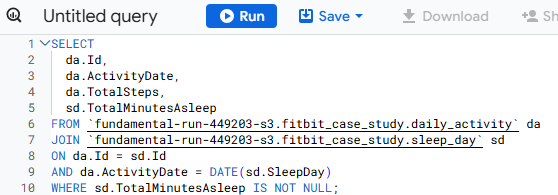 Untitled query
Run
Save
Download
Sh
1 SELECT
2 da.Id,
3 da.ActivityDate,
4 da.TotalSteps,
5 sd.TotalMinutesAsleep
6 FROM `fundamental-run-449203-s3.fitbit_case_study.daily_activity` da
7 JOIN `fundamental-run-449203-s3.fitbit_case_study.sleep_day` sd
8 ON da.Id = sd.Id
9 AND da.ActivityDate = DATE(sd.SleepDay)
10 WHERE sd.TotalMinutesAsleep IS NOT NULL;